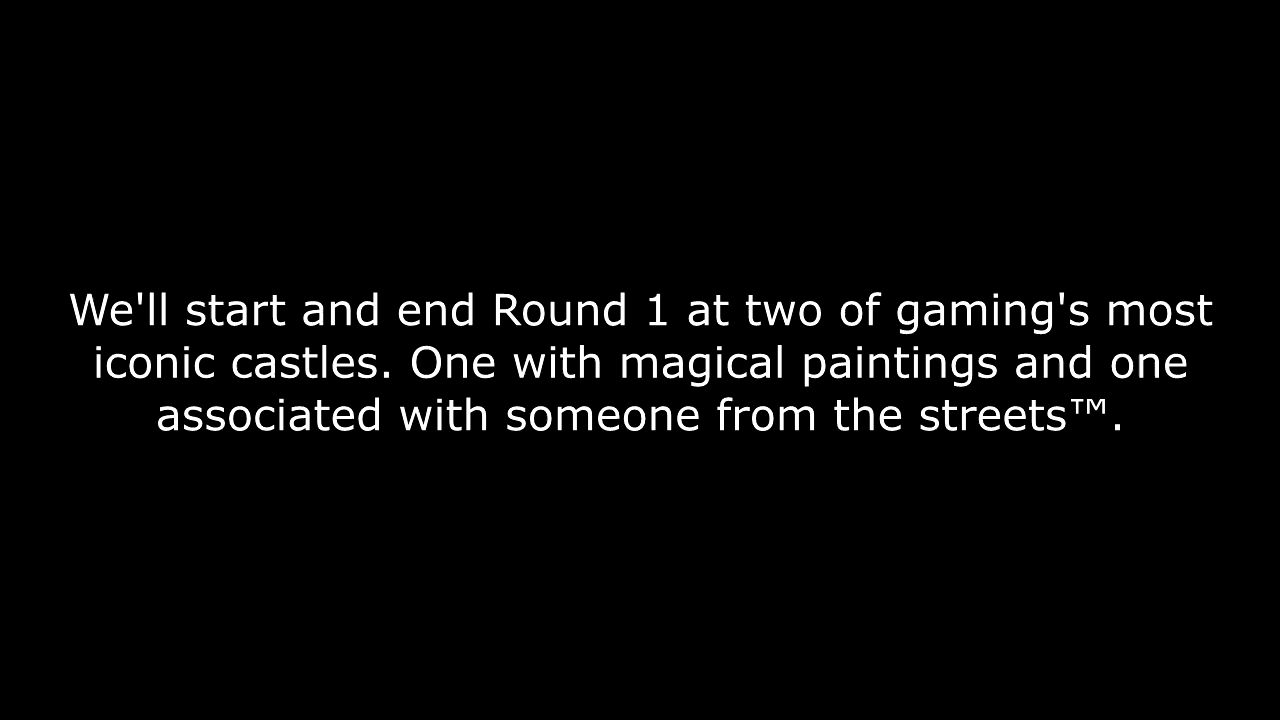 We'll start and end Round 1 at two of gaming's most
iconic castles. One with magical paintings and one
associated with someone from the streets™.